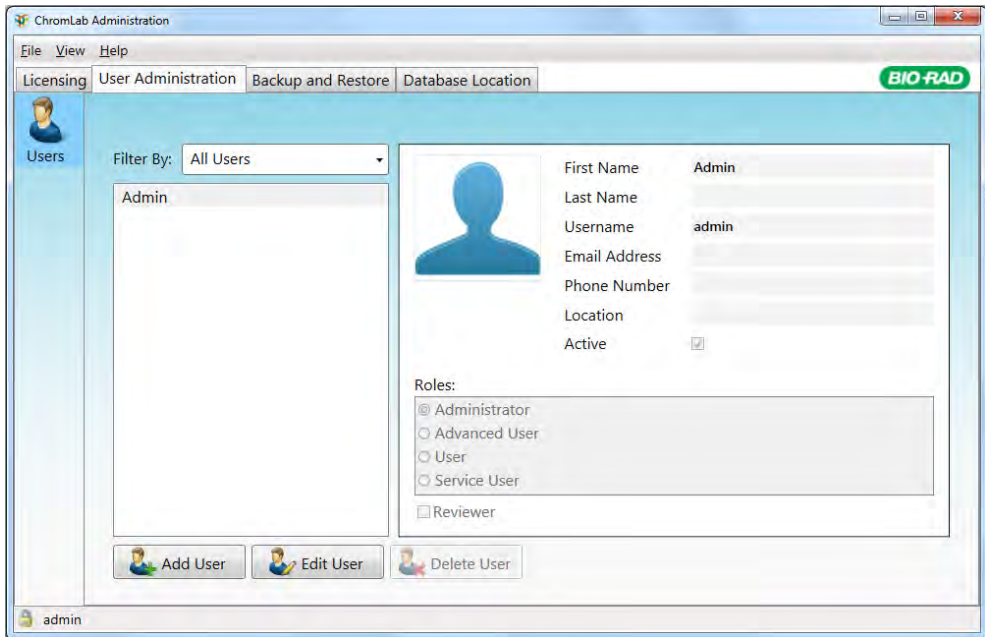 ChromLab Administration
File View Help
Licensing User Administration Backup and Restore Database Location BIO-RAD
Users
Filter By: All Users
Admin
First Name Admin
Last Name
Username admin
Email Address
Phone Number
Location
Active
Roles:
Administrator
Advanced User
User
Service User
Reviewer
Add User Edit User Delete User
admin